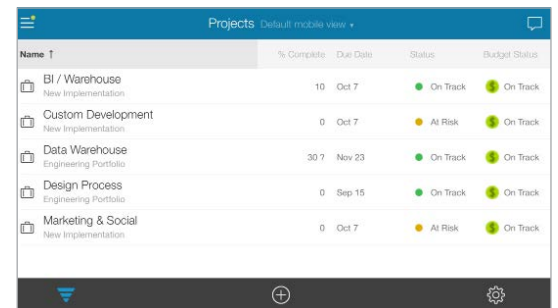 Projects Default mobile view
Name ↑ % Complete Due Date Status Budget Status
BI / Warehouse
New Implementation
10 Oct 7 On Track $ On Track
Custom Development
New Implementation
0 Oct 7 At Risk $ On Track
Data Warehouse
Engineering Portfolio
30 ? Nov 23 On Track $ On Track
Design Process
Engineering Portfolio
0 Sep 15 On Track $ On Track
Marketing & Social
New Implementation
0 Oct 7 At Risk $ On Track